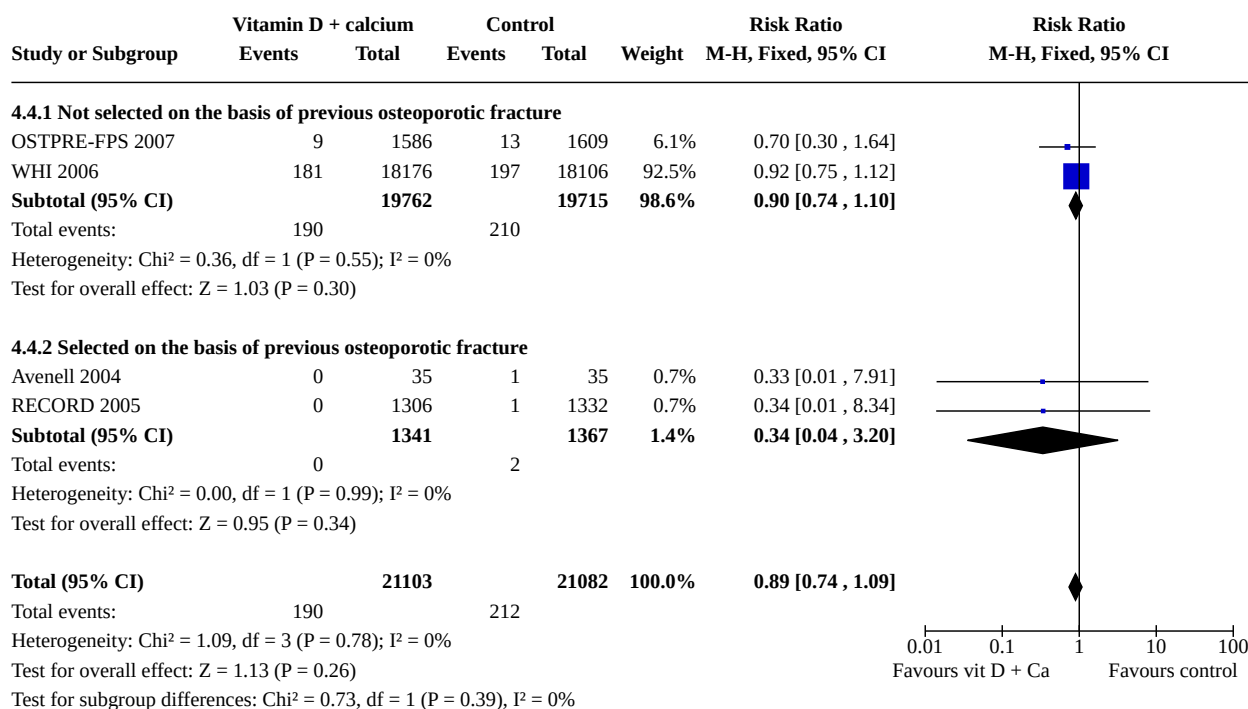 Vitamin D + calcium Control Risk Ratio Risk Ratio
Study or Subgroup Events Total Events Total Weight M-H, Fixed, 95% CI M-H, Fixed, 95% CI
4.4.1 Not selected on the basis of previous osteoporotic fracture
OSTPRE-FPS 2007 9 1586 13 1609 6.1% 0.70 [0.30 , 1.64]
WHI 2006 181 18176 197 18106 92.5% 0.92 [0.75 , 1.12]
Subtotal (95% CI) 19762 19715 98.6% 0.90 [0.74 , 1.10]
Total events: 190 210
Heterogeneity: Chi² = 0.36, df = 1 (P = 0.55); I² = 0%
Test for overall effect: Z = 1.03 (P = 0.30)
4.4.2 Selected on the basis of previous osteoporotic fracture
Avenell 2004 0 35 1 35 0.7% 0.33 [0.01 , 7.91]
RECORD 2005 0 1306 1 1332 0.7% 0.34 [0.01 , 8.34]
Subtotal (95% CI) 1341 1367 1.4% 0.34 [0.04 , 3.20]
Total events: 0 2
Heterogeneity: Chi² = 0.00, df = 1 (P = 0.99); I² = 0%
Test for overall effect: Z = 0.95 (P = 0.34)
Total (95% CI) 21103 21082 100.0% 0.89 [0.74 , 1.09]
Total events: 190 212
Heterogeneity: Chi² = 1.09, df = 3 (P = 0.78); I² = 0%
0.01 0.1 1 10 100
Test for overall effect: Z = 1.13 (P = 0.26) Favours vit D + Ca Favours control
Test for subgroup differences: Chi² = 0.73, df = 1 (P = 0.39), I² = 0%